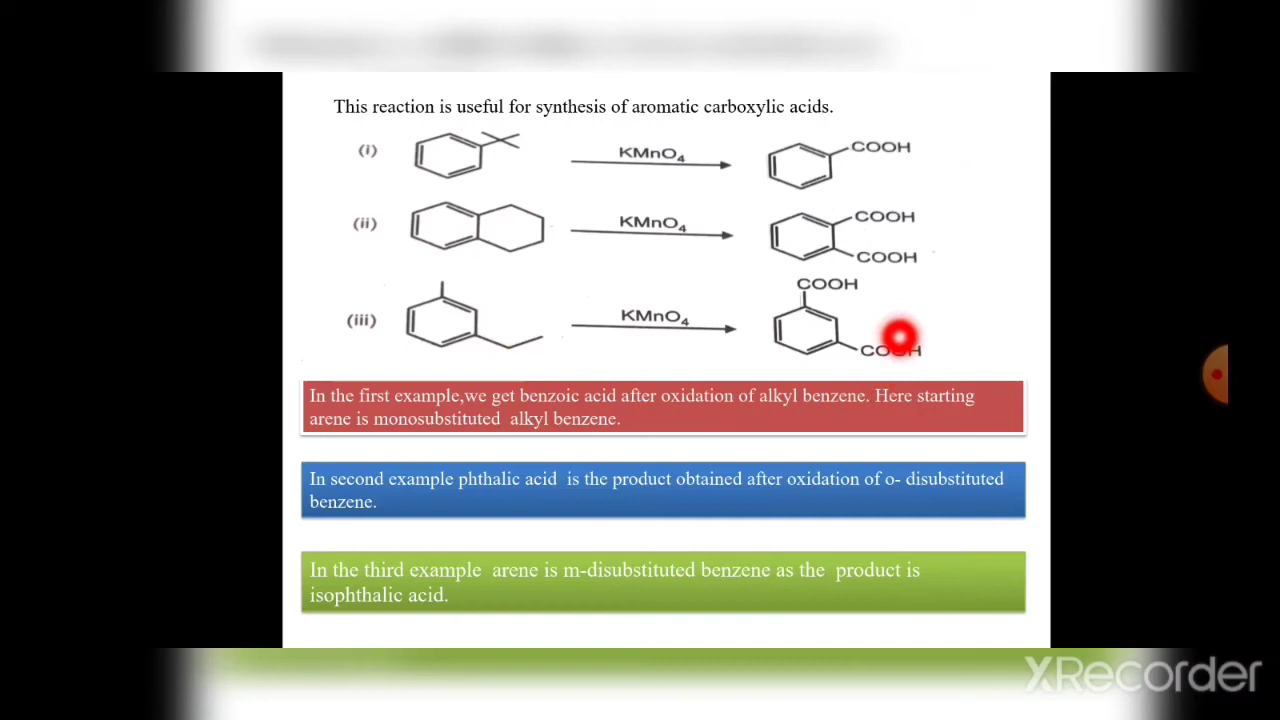 This reaction is useful for synthesis of aromatic carboxylic acids.
(i)
KMnO4
COOH
(ii)
KMnO4
COOH
COOH
(iii)
KMnO4
COOH
COOH
In the first example,we get benzoic acid after oxidation of alkyl benzene. Here starting
arene is monosubstituted alkyl benzene.
In second example phthalic acid is the product obtained after oxidation of o- disubstituted
benzene.
In the third example arene is m-disubstituted benzene as the product is
isophthalic acid.
XRecorder